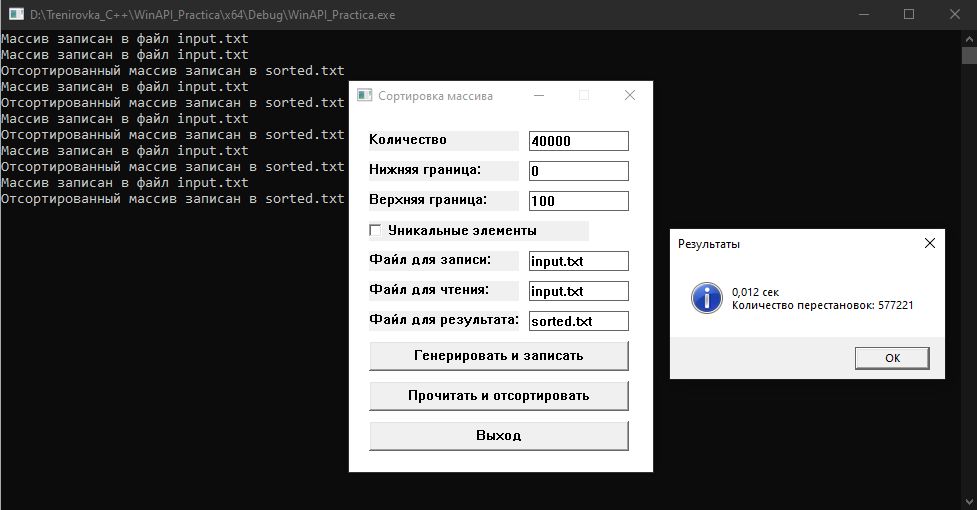 D:\Trenirovka_C++\WinAPI_Practica\x64\Debug\WinAPI_Practica.exe
Массив записан в файл input.txt
Массив записан в файл input.txt
Отсортированный массив записан в sorted.txt
Массив записан в файл input.txt
Отсортированный массив записан в sorted.txt
Массив записан в файл input.txt
Отсортированный массив записан в sorted.txt
Массив записан в файл input.txt
Отсортированный массив записан в sorted.txt
Массив записан в файл input.txt
Отсортированный массив записан в sorted.txt
Сортировка массива
Количество 40000
Нижняя граница: 0
Верхняя граница: 100
Уникальные элементы
Файл для записи: input.txt
Файл для чтения: input.txt
Файл для результата: sorted.txt
Генерировать и записать
Прочитать и отсортировать
Выход
Результаты
0,012 сек
Количество перестановок: 577221
OK